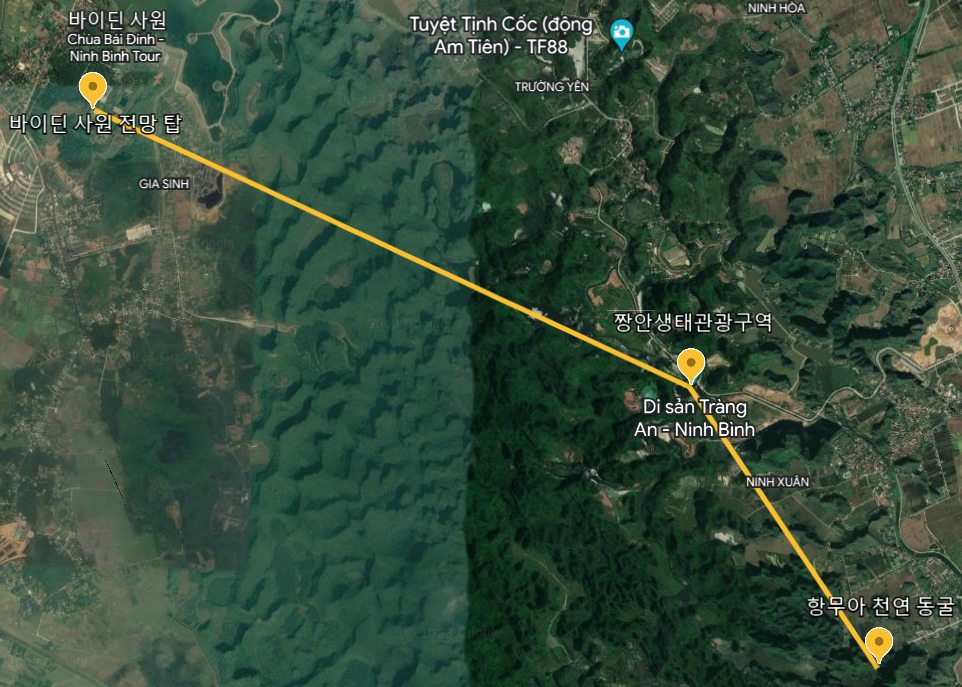 바이딘 사원
Chùa Bái Đính -
Ninh Bình Tour
바이딘 사원 전망 탑
GIA SINH
Tuyệt Tịnh Cốc (động
Am Tiên) - TF88
TRƯỜNG YÊN
NINH HÒA
짱안생태관광구역
Di sản Tràng
An - Ninh Bình
NINH XUÂN
항무아 천연 동굴